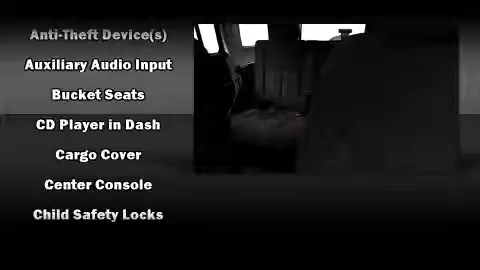 Anti-Theft Device(s)
Auxiliary Audio Input
Bucket Seats
CD Player in Dash
Cargo Cover
Center Console
Child Safety Locks